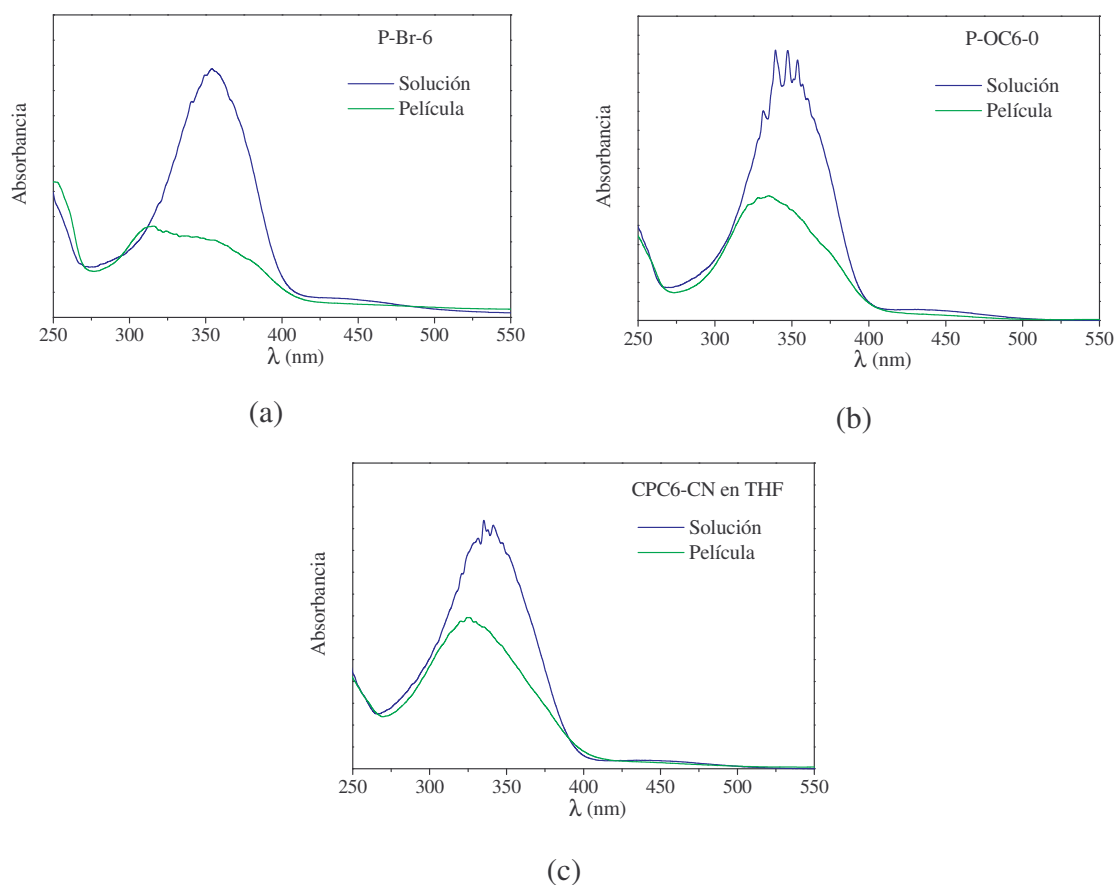 P-Br-6
Solución
Película
Absorbancia
250 300 350 400 450 500 550
λ (nm)
(a)
P-OC6-0
Solución
Película
Absorbancia
250 300 350 400 450 500 550
λ (nm)
(b)
CPC6-CN en THF
Solución
Película
Absorbancia
250 300 350 400 450 500 550
λ (nm)
(c)